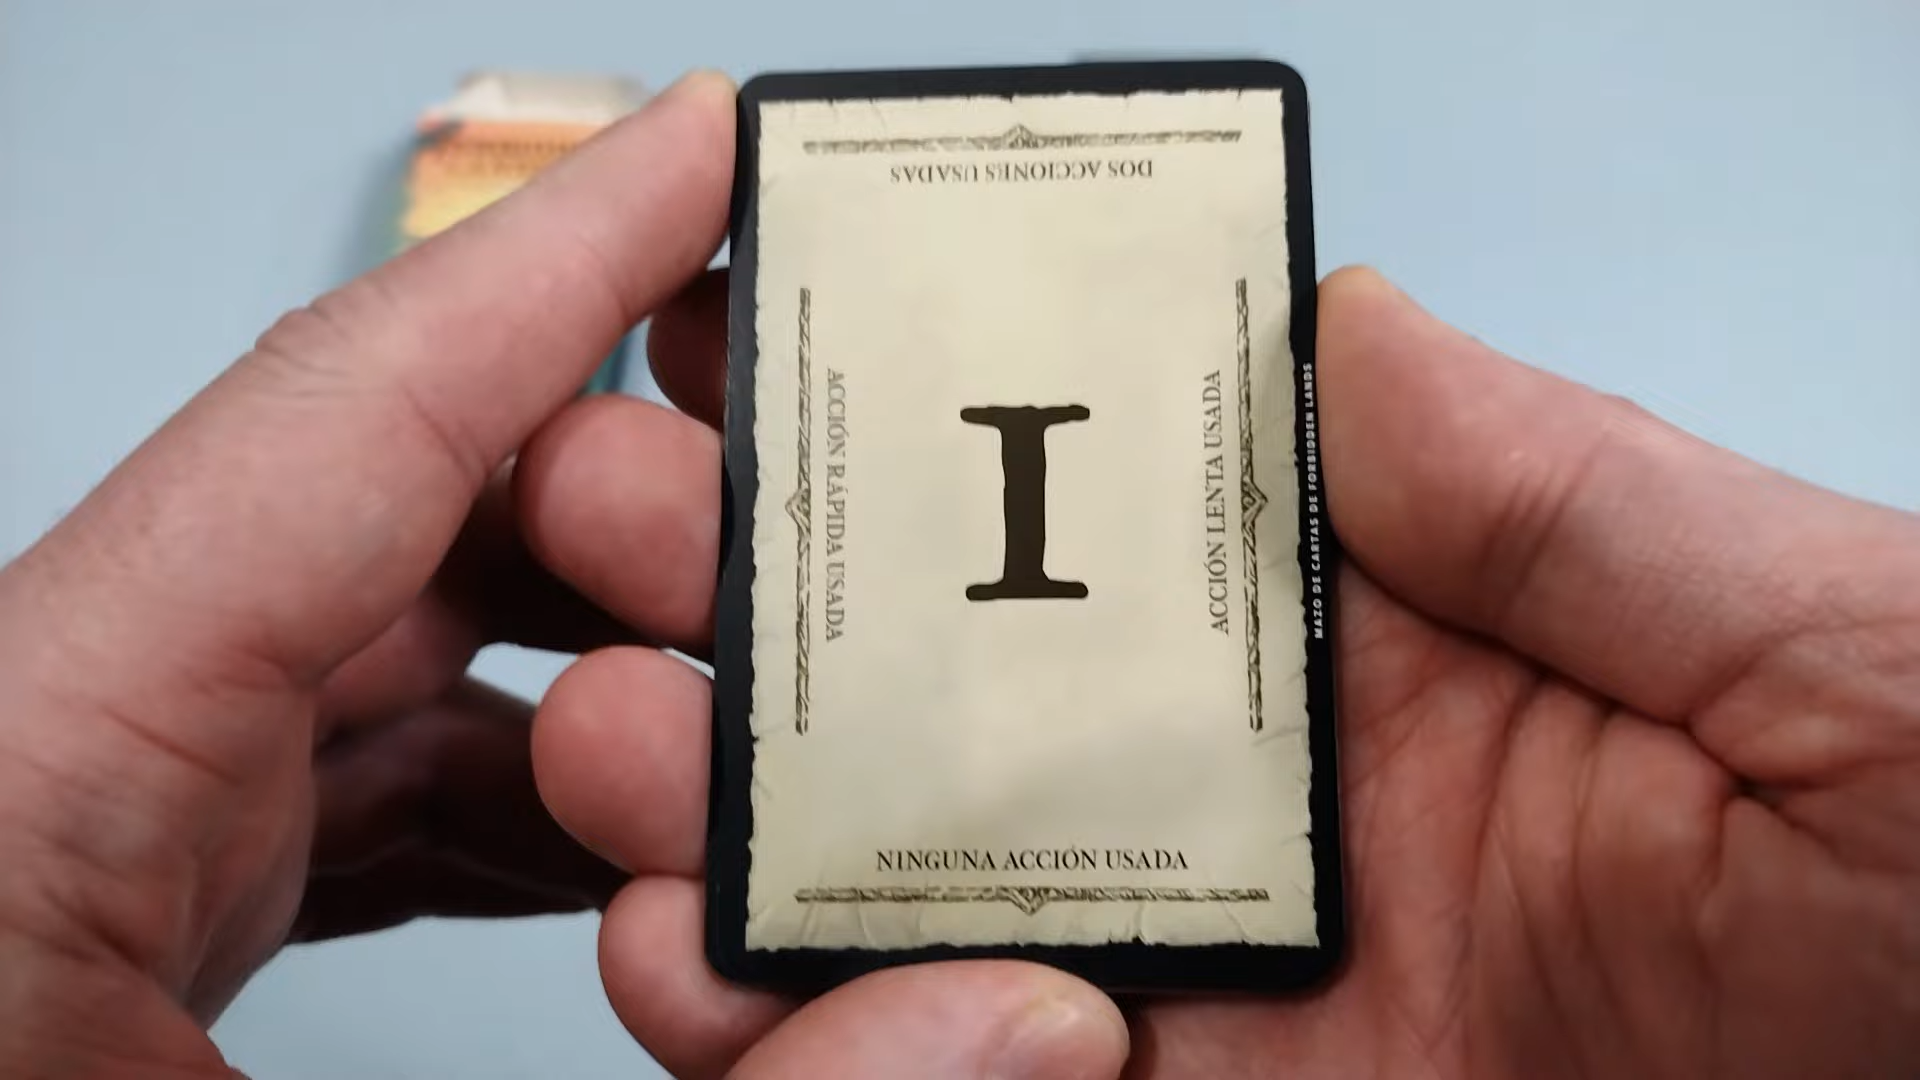 DOS ACCIONES USADAS
ACCIÓN RÁPIDA USADA
I
ACCIÓN LENTA USADA
MAZO DE CARTAS DE FORBIDDEN LANDS
NINGUNA ACCIÓN USADA